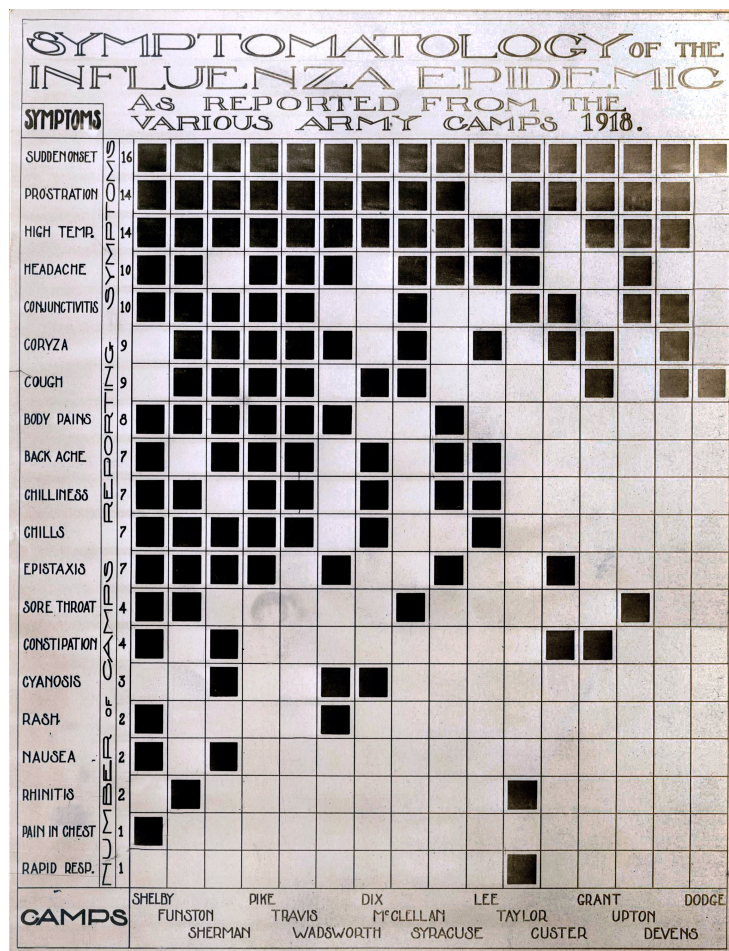 SYMPTOMATOLOGY OF THE
INFLUENZA EPIDEMIC
AS REPORTED FROM THE
VARIOUS ARMY CAMPS 1918.
SYMPTOMS
NUMBER OF CAMPS REPORTING SYMPTOMS
SUDDEN ONSET 16
PROSTRATION 14
HIGH TEMP. 14
HEADACHE 10
CONJUNCTIVITIS 10
CORYZA 9
COUGH 9
BODY PAINS 8
BACK ACHE 7
CHILLINESS 7
CHILLS 7
EPISTAXIS 7
SORE THROAT 4
CONSTIPATION 4
CYANOSIS 3
RASH 2
NAUSEA 2
RHINITIS 2
PAIN IN CHEST 1
RAPID RESP. 1
CAMPS
SHELBY PIKE DIX LEE GRANT DODGE
FUNSTON TRAVIS McCLELLAN TAYLOR UPTON
SHERMAN WADSWORTH SYRACUSE CUSTER DEVENS